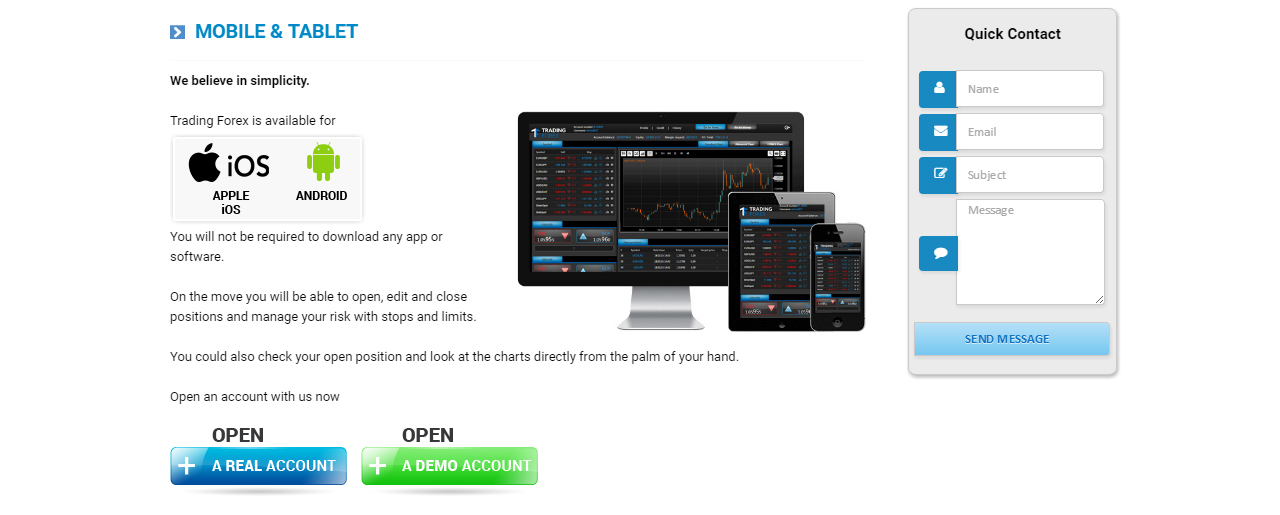 MOBILE & TABLET
We believe in simplicity.
Trading Forex is available for
iOS
APPLE
iOS
ANDROID
You will not be required to download any app or
software.
On the move you will be able to open, edit and close
positions and manage your risk with stops and limits.
You could also check your open position and look at the charts directly from the palm of your hand.
Open an account with us now
OPEN
A REAL ACCOUNT
OPEN
A DEMO ACCOUNT
TRADING
TRADING
FOREX
Quick Contact
Name
Email
Subject
Message
SEND MESSAGE